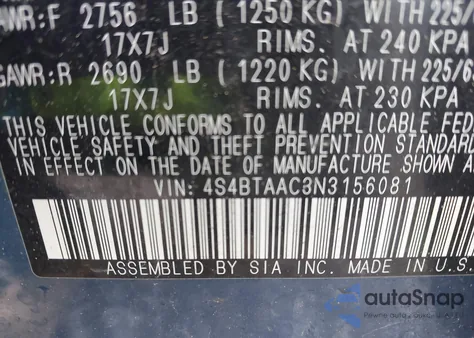 GAWR:F 2756 LB (1250 KG) WITH 225/
17X7J RIMS. AT 240 KPA
GAWR:R 2690 LB (1220 KG) WITH 225/6
17X7J RIMS. AT 230 KPA
THIS VEHICLE CONFORMS TO ALL APPLICABLE FED
VEHICLE SAFETY AND THEFT PREVENTION STANDARD
IN EFFECT ON THE DATE OF MANUFACTURE SHOWN
VIN: 4S4BTAAC3N3156081
ASSEMBLED BY SIA INC. MADE IN U.S.
autoSnap